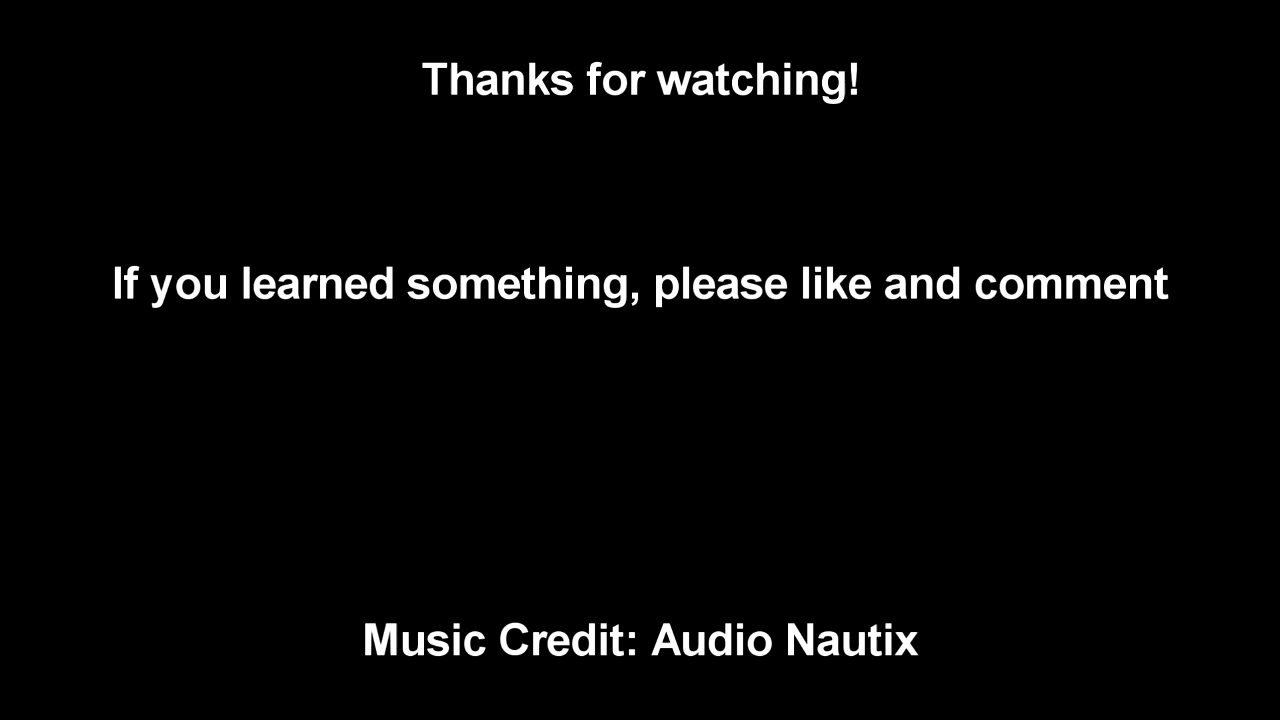 Thanks for watching!
If you learned something, please like and comment
Music Credit: Audio Nautix